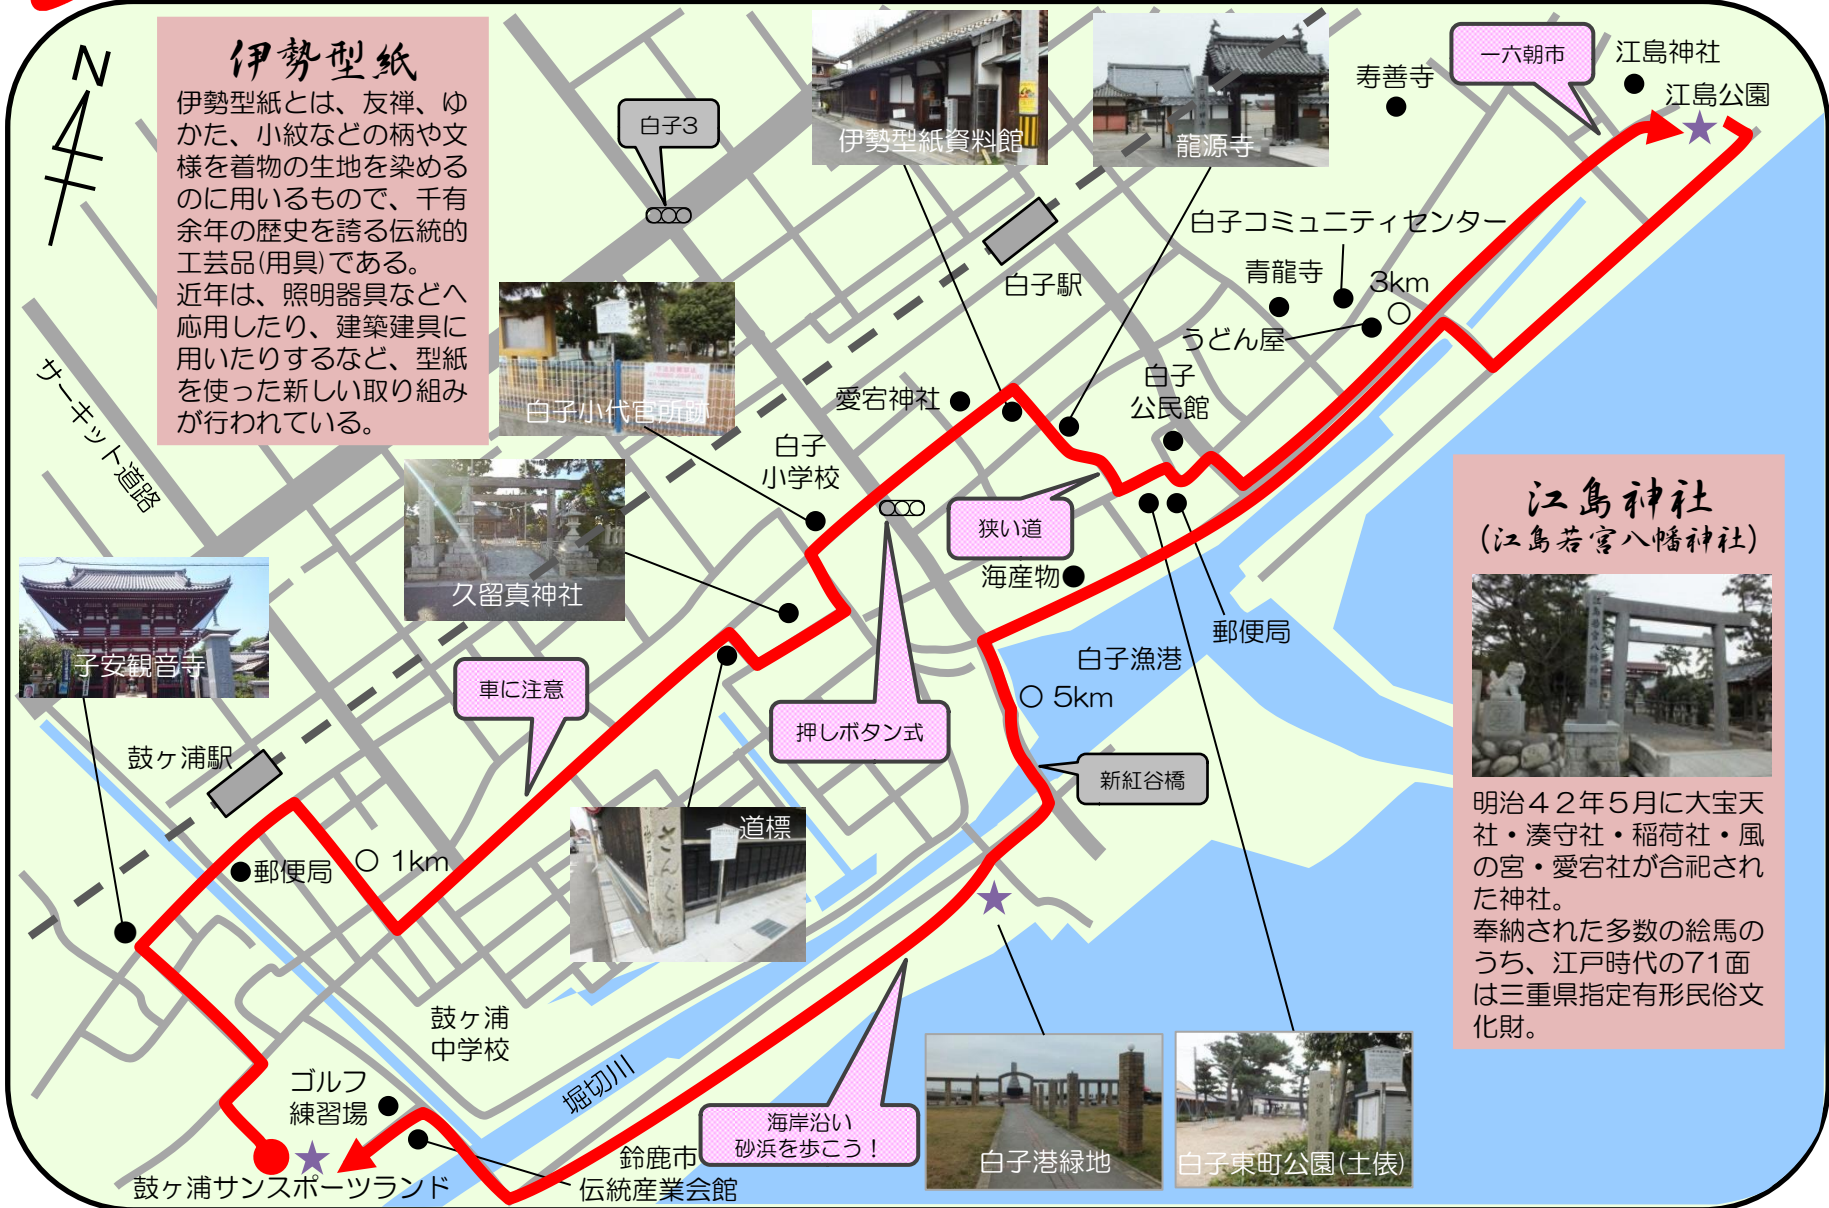 N
伊勢型紙
伊勢型紙とは、友禅、ゆ
かた、小紋などの柄や文
様を着物の生地を染める
のに用いるもので、千有
余年の歴史を誇る伝統的
工芸品(用具)である。
近年は、照明器具などへ
応用したり、建築建具に
用いたりするなど、型紙
を使った新しい取り組み
が行われている。
白子3
伊勢型紙資料館
龍源寺
寿善寺
一六朝市
江島神社
江島公園
白子コミュニティセンター
白子駅
青龍寺
3km
うどん屋
サーキット道路
白子小代官所跡
愛宕神社
白子
公民館
白子
小学校
久留真神社
狭い道
海産物
郵便局
子安観音寺
車に注意
押しボタン式
白子漁港
5km
新紅谷橋
鼓ヶ浦駅
郵便局
1km
道標
さんぐう
江島神社
(江島若宮八幡神社)
江島若宮八幡神社
明治42年5月に大宝天
社・湊守社・稲荷社・風
の宮・愛宕社が合祀され
た神社。
奉納された多数の絵馬の
うち、江戸時代の71面
は三重県指定有形民俗文
化財。
鼓ヶ浦
中学校
ゴルフ
練習場
堀切川
海岸沿い
砂浜を歩こう！
白子港緑地
白子東町公園(土俵)
鈴鹿市
伝統産業会館
鼓ヶ浦サンスポーツランド